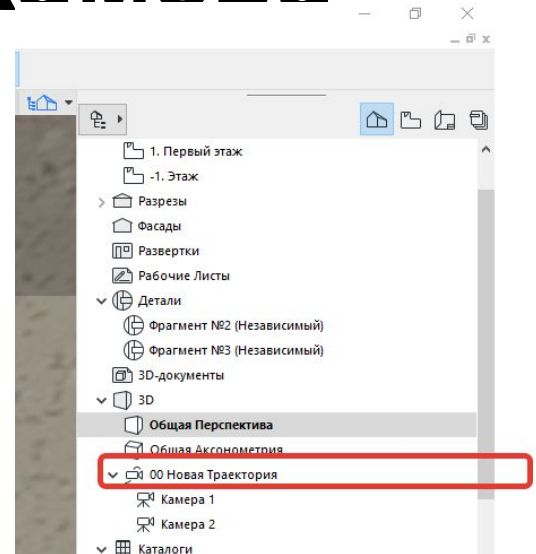 1. Первый этаж
-1. Этаж
Разрезы
Фасады
Развертки
Рабочие Листы
Детали
Фрагмент №2 (Независимый)
Фрагмент №3 (Независимый)
3D-документы
3D
Общая Перспектива
Общая Аксонометрия
00 Новая Траектория
Камера 1
Камера 2
Каталоги